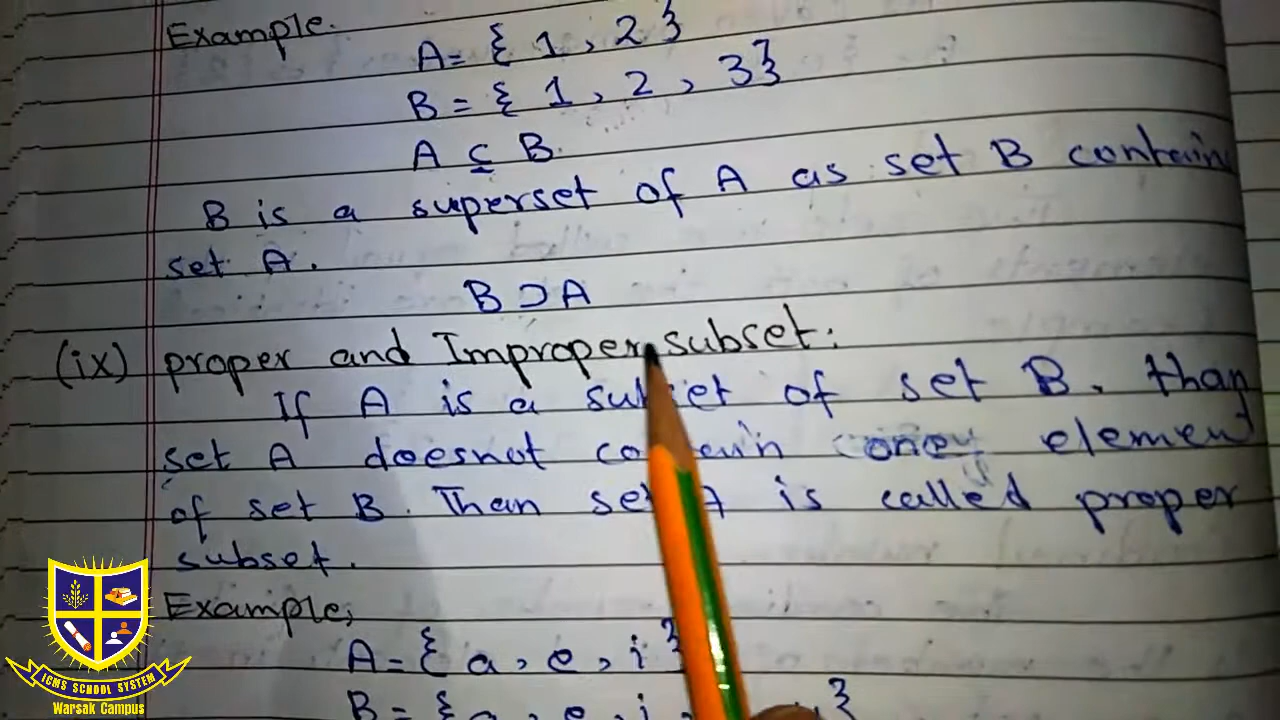 Example.
A= { 1 , 2 }
B = { 1 , 2 , 3}
A ⊆ B.
B is a superset of A as set B contain
set A.
B ⊃ A
(ix) proper and Improper subset:
If A is a subset of set B. than
set A doesnot contain one element
of set B. Than set A is called proper
subset.
Example;
A = { a , e , i }
B = { a , e , i , }
ICMS SCHOOL SYSTEM
Warsak Campus